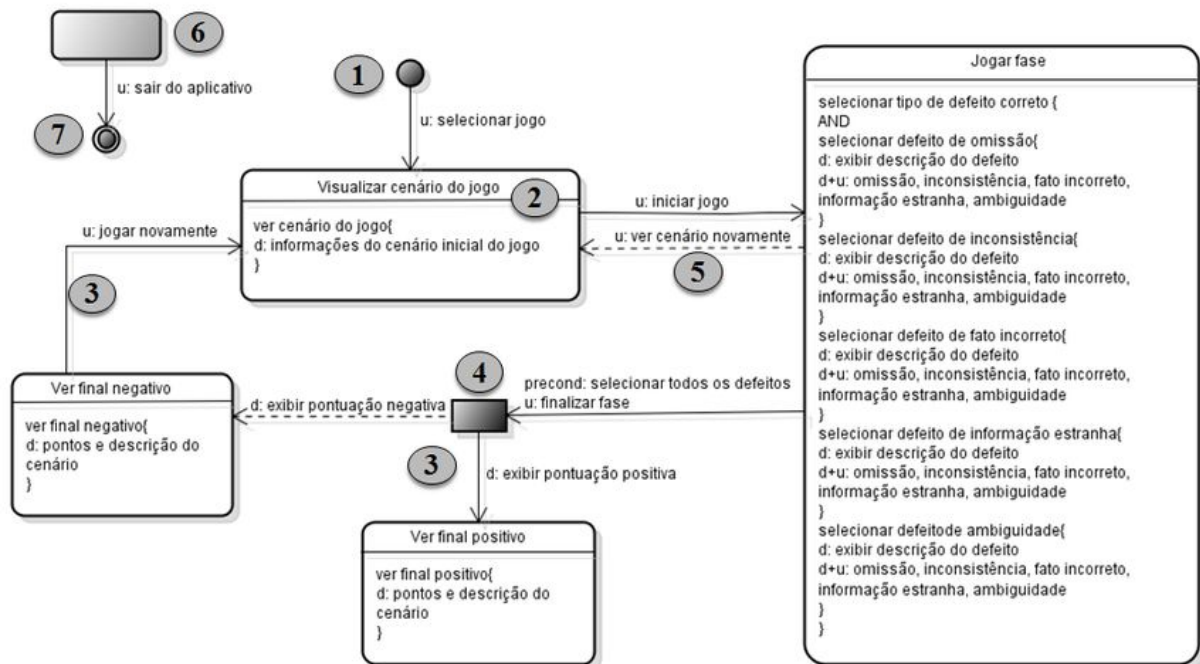 6
u: sair do aplicativo
7
1
u: selecionar jogo
Visualizar cenário do jogo
2
ver cenário do jogo{
d: informações do cenário inicial do jogo
}
u: iniciar jogo
u: ver cenário novamente
5
u: jogar novamente
3
Ver final negativo
ver final negativo{
d: pontos e descrição do
cenário
}
d: exibir pontuação negativa
4
precond: selecionar todos os defeitos
u: finalizar fase
3
d: exibir pontuação positiva
Ver final positivo
ver final positivo{
d: pontos e descrição do
cenário
}
Jogar fase
selecionar tipo de defeito correto {
AND
selecionar defeito de omissão{
d: exibir descrição do defeito
d+u: omissão, inconsistência, fato incorreto,
informação estranha, ambiguidade
}
selecionar defeito de inconsistência{
d: exibir descrição do defeito
d+u: omissão, inconsistência, fato incorreto,
informação estranha, ambiguidade
}
selecionar defeito de fato incorreto{
d: exibir descrição do defeito
d+u: omissão, inconsistência, fato incorreto,
informação estranha, ambiguidade
}
selecionar defeito de informação estranha{
d: exibir descrição do defeito
d+u: omissão, inconsistência, fato incorreto,
informação estranha, ambiguidade
}
selecionar defeitode ambiguidade{
d: exibir descrição do defeito
d+u: omissão, inconsistência, fato incorreto,
informação estranha, ambiguidade
}
}